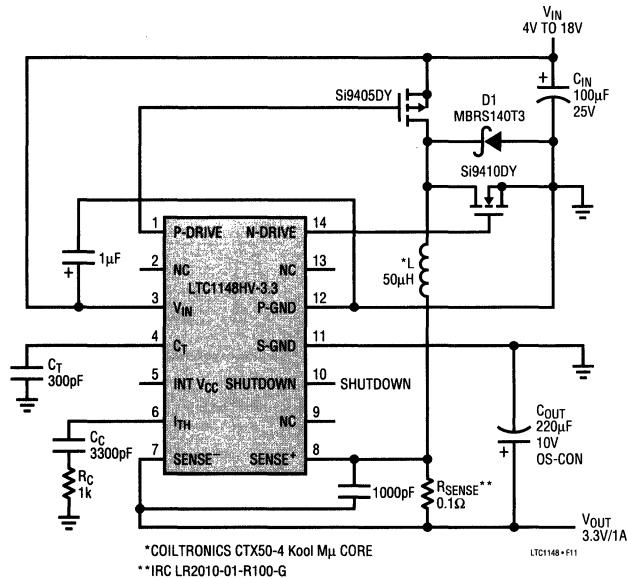 VIN
4V TO 18V
Si9405DY
CIN
100µF
25V
+
D1
MBRS140T3
Si9410DY
1µF
+
1 P-DRIVE N-DRIVE 14
2 NC NC 13
LTC1148HV-3.3
3 VIN P-GND 12
4 CT S-GND 11
5 INT VCC SHUTDOWN 10 SHUTDOWN
6 ITH NC 9
7 SENSE⁻ SENSE⁺ 8
*L
50µH
CT
300pF
CC
3300pF
RC
1k
1000pF
RSENSE**
0.1Ω
COUT
220µF
10V
OS-CON
+
VOUT
3.3V/1A
*COILTRONICS CTX50-4 Kool Mµ CORE
**IRC LR2010-01-R100-G
LTC1148 • F11